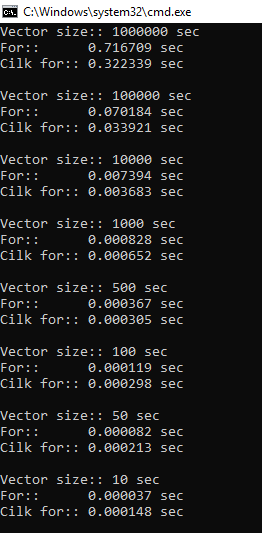 C:\Windows\system32\cmd.exe
Vector size:: 1000000 sec
For:: 0.716709 sec
Cilk for:: 0.322339 sec
Vector size:: 100000 sec
For:: 0.070184 sec
Cilk for:: 0.033921 sec
Vector size:: 10000 sec
For:: 0.007394 sec
Cilk for:: 0.003683 sec
Vector size:: 1000 sec
For:: 0.000828 sec
Cilk for:: 0.000652 sec
Vector size:: 500 sec
For:: 0.000367 sec
Cilk for:: 0.000305 sec
Vector size:: 100 sec
For:: 0.000119 sec
Cilk for:: 0.000298 sec
Vector size:: 50 sec
For:: 0.000082 sec
Cilk for:: 0.000213 sec
Vector size:: 10 sec
For:: 0.000037 sec
Cilk for:: 0.000148 sec